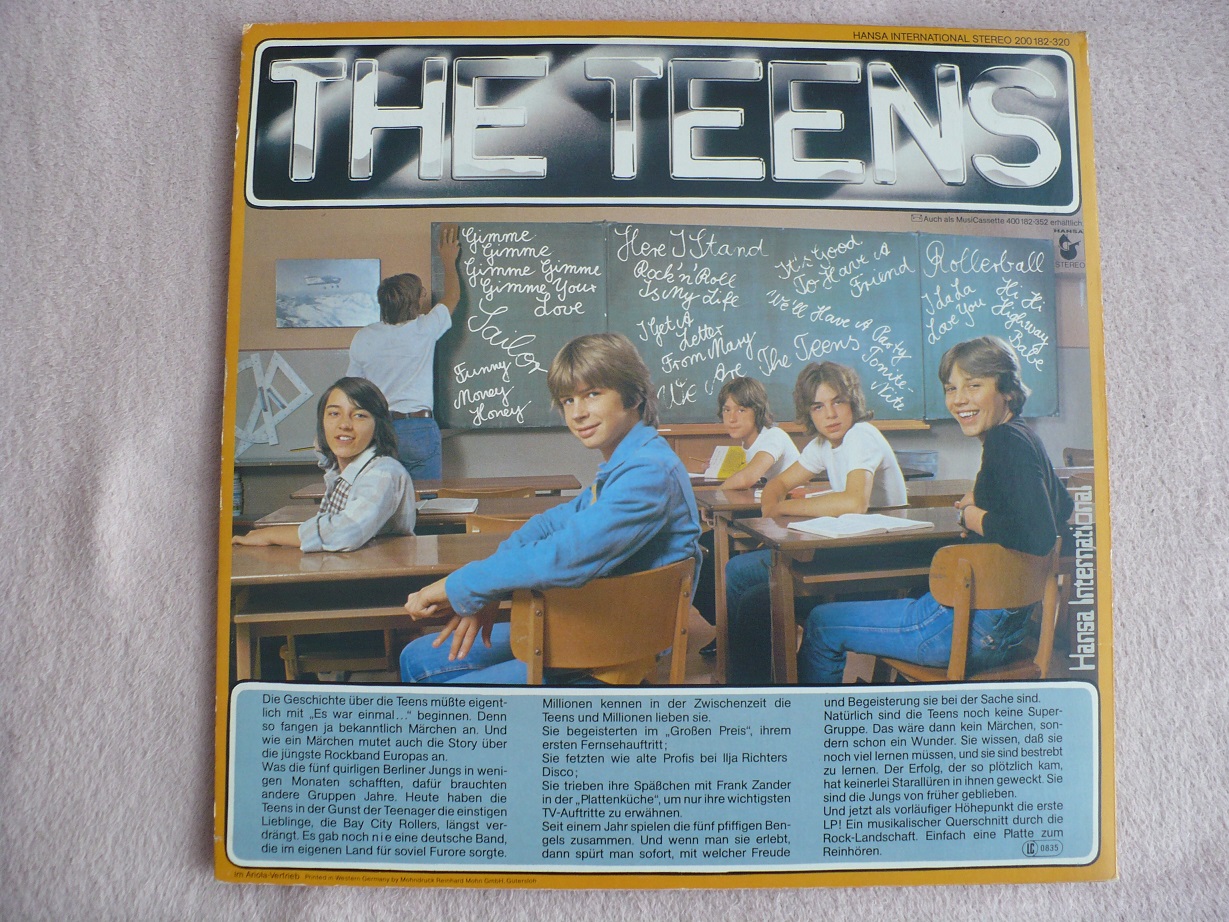 HANSA INTERNATIONAL STEREO 200 182-320
THE TEENS
Auch als MusiCassette 400 182-352 erhältlich
HANSA
STEREO
Gimme
Gimme
Gimme Gimme
Gimme Your
Love
Sailor
Funny
Money
Honey
Here I Stand
Rock'n'Roll
Is My Life
I Get A
Letter
From Mary
We Are The Teens
It's Good
To Have A
Friend
We'll Have A Party
Tonite-
Nite
Rollerball
I La La
Love You
Hi Hi
Highway
Babe
Hansa International
Die Geschichte über die Teens müßte eigent-
lich mit „Es war einmal...“ beginnen. Denn
so fangen ja bekanntlich Märchen an. Und
wie ein Märchen mutet auch die Story über
die jüngste Rockband Europas an.
Was die fünf quirligen Berliner Jungs in weni-
gen Monaten schafften, dafür brauchten
andere Gruppen Jahre. Heute haben die
Teens in der Gunst der Teenager die einstigen
Lieblinge, die Bay City Rollers, längst ver-
drängt. Es gab noch nie eine deutsche Band,
die im eigenen Land für soviel Furore sorgte.
Millionen kennen in der Zwischenzeit die
Teens und Millionen lieben sie.
Sie begeisterten im „Großen Preis“, ihrem
ersten Fernsehauftritt;
Sie fetzten wie alte Profis bei Ilja Richters
Disco;
Sie trieben ihre Späßchen mit Frank Zander
in der „Plattenküche“, um nur ihre wichtigsten
TV-Auftritte zu erwähnen.
Seit einem Jahr spielen die fünf pfiffigen Ben-
gels zusammen. Und wenn man sie erlebt,
dann spürt man sofort, mit welcher Freude
und Begeisterung sie bei der Sache sind.
Natürlich sind die Teens noch keine Super-
Gruppe. Das wäre dann kein Märchen, son-
dern schon ein Wunder. Sie wissen, daß sie
noch viel lernen müssen, und sie sind bestrebt
zu lernen. Der Erfolg, der so plötzlich kam,
hat keinerlei Starallüren in ihnen geweckt. Sie
sind die Jungs von früher geblieben.
Und jetzt als vorläufiger Höhepunkt die erste
LP! Ein musikalischer Querschnitt durch die
Rock-Landschaft. Einfach eine Platte zum
Reinhören.
LC 0835
Im Ariola-Vertrieb Printed in Western Germany by Mohndruck Reinhard Mohn GmbH, Gütersloh